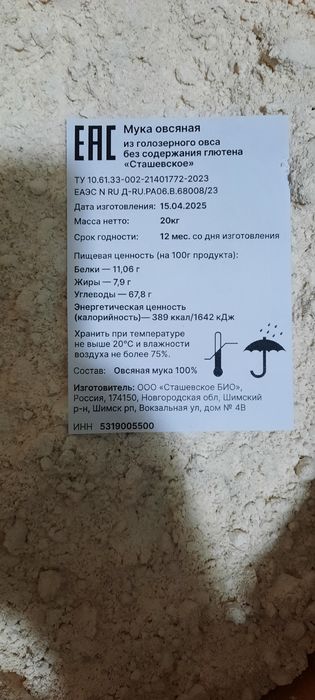 ЕАС
Мука овсяная
из голозерного овса
без содержания глютена
«Сташевское»
ТУ 10.61.33-002-21401772-2023
ЕАЭС N RU Д-RU.РА06.В.68008/23
Дата изготовления: 15.04.2025
Масса нетто: 20кг
Срок годности: 12 мес. со дня изготовления
Пищевая ценность (на 100г продукта):
Белки — 11,06 г
Жиры — 7,9 г
Углеводы — 67,8 г
Энергетическая ценность
(калорийность)— 389 ккал/1642 кДж
Хранить при температуре
не выше 20°С и влажности
воздуха не более 75%.
Состав: Овсяная мука 100%
Изготовитель: ООО «Сташевское БИО»,
Россия, 174150, Новгородская обл, Шимский
р-н, Шимск рп, Вокзальная ул, дом № 4В
ИНН 5319005500